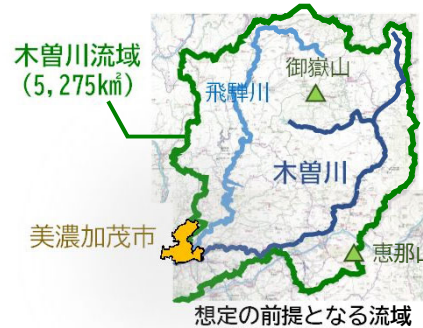 木曽川流域
(5,275k㎡)
飛騨川
御嶽山
木曽川
美濃加茂市
恵那山
想定の前提となる流域